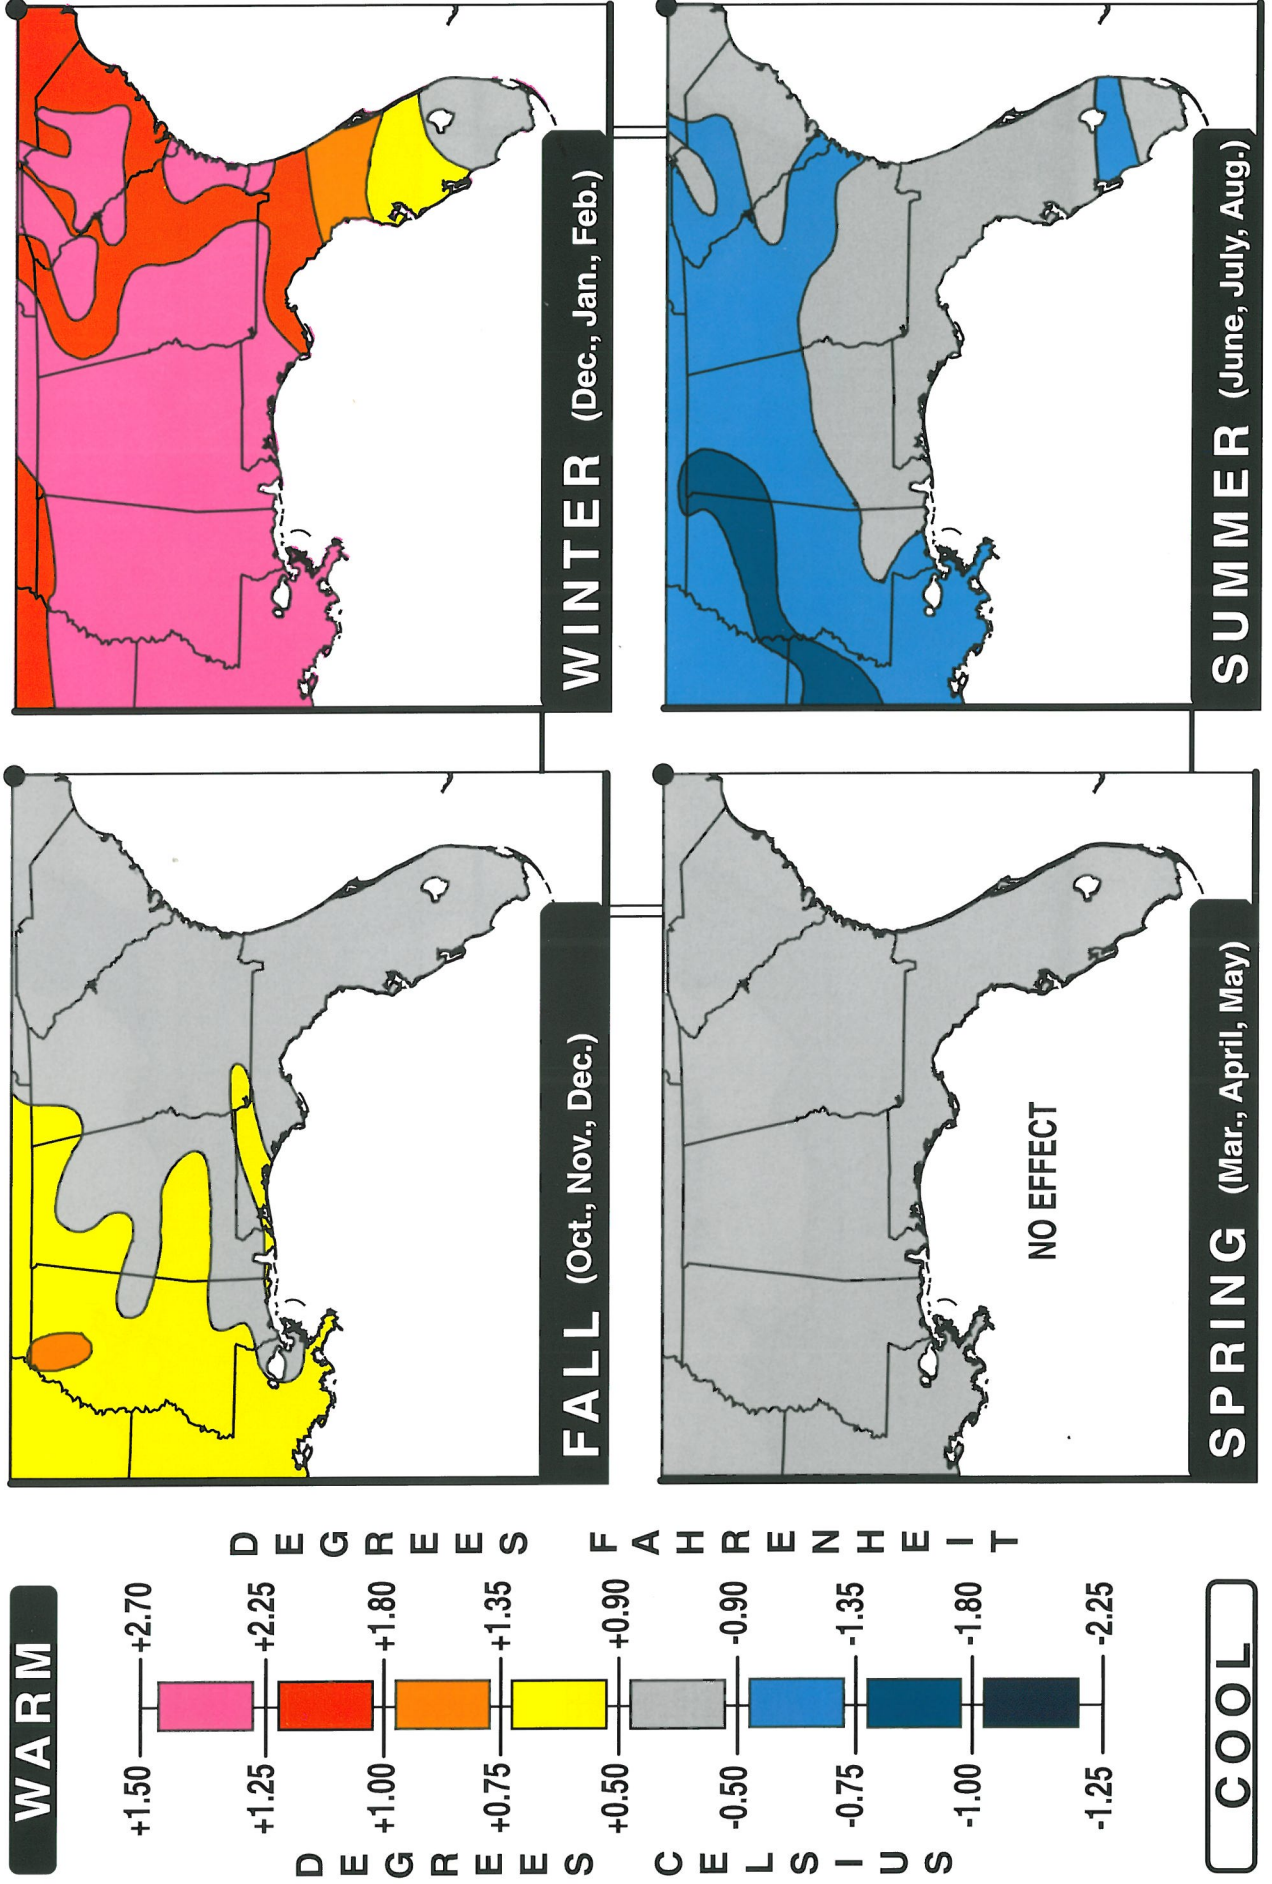 WARM
DEGREES CELSIUS
DEGREES FAHRENHEIT
+1.50 +2.70
+1.25 +2.25
+1.00 +1.80
+0.75 +1.35
+0.50 +0.90
-0.50 -0.90
-0.75 -1.35
-1.00 -1.80
-1.25 -2.25
COOL
FALL (Oct., Nov., Dec.)
WINTER (Dec., Jan., Feb.)
NO EFFECT
SPRING (Mar., April, May)
SUMMER (June, July, Aug.)